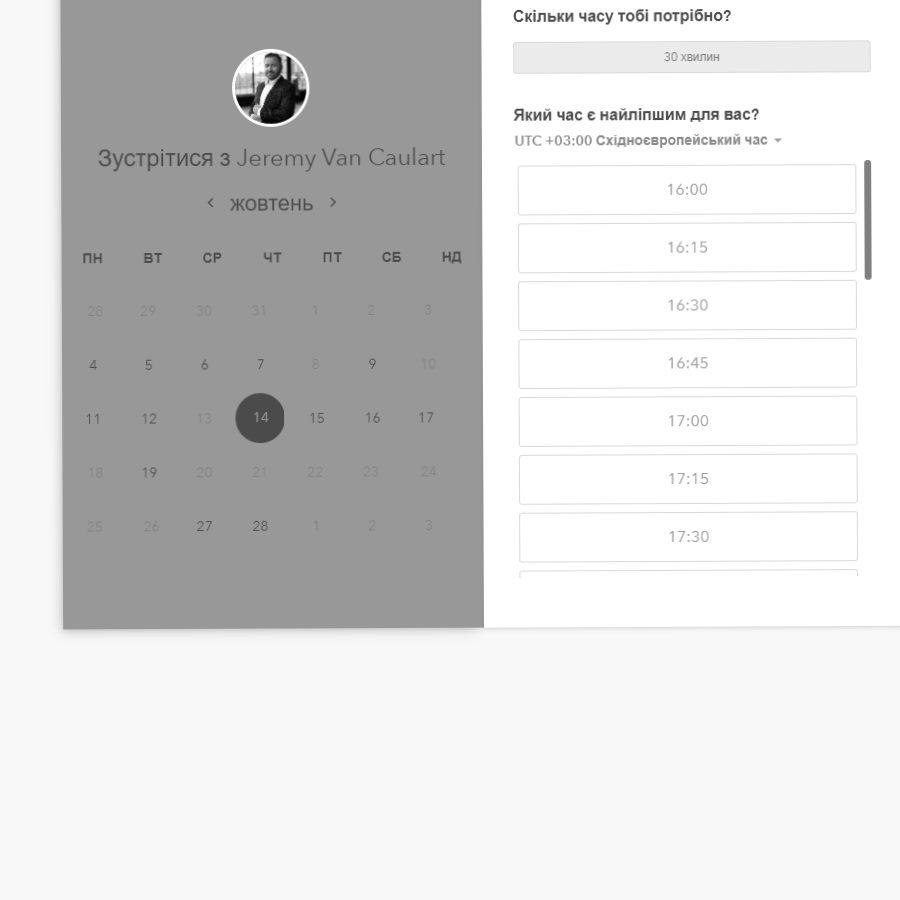 Зустрітися з Jeremy Van Caulart
‹ жовтень ›
ПН ВТ СР ЧТ ПТ СБ НД
28 29 30 31 1 2 3
4 5 6 7 8 9 10
11 12 13 14 15 16 17
18 19 20 21 22 23 24
25 26 27 28 1 2 3
Скільки часу тобі потрібно?
30 хвилин
Який час є найліпшим для вас?
UTC +03:00 Східноєвропейський час
16:00
16:15
16:30
16:45
17:00
17:15
17:30